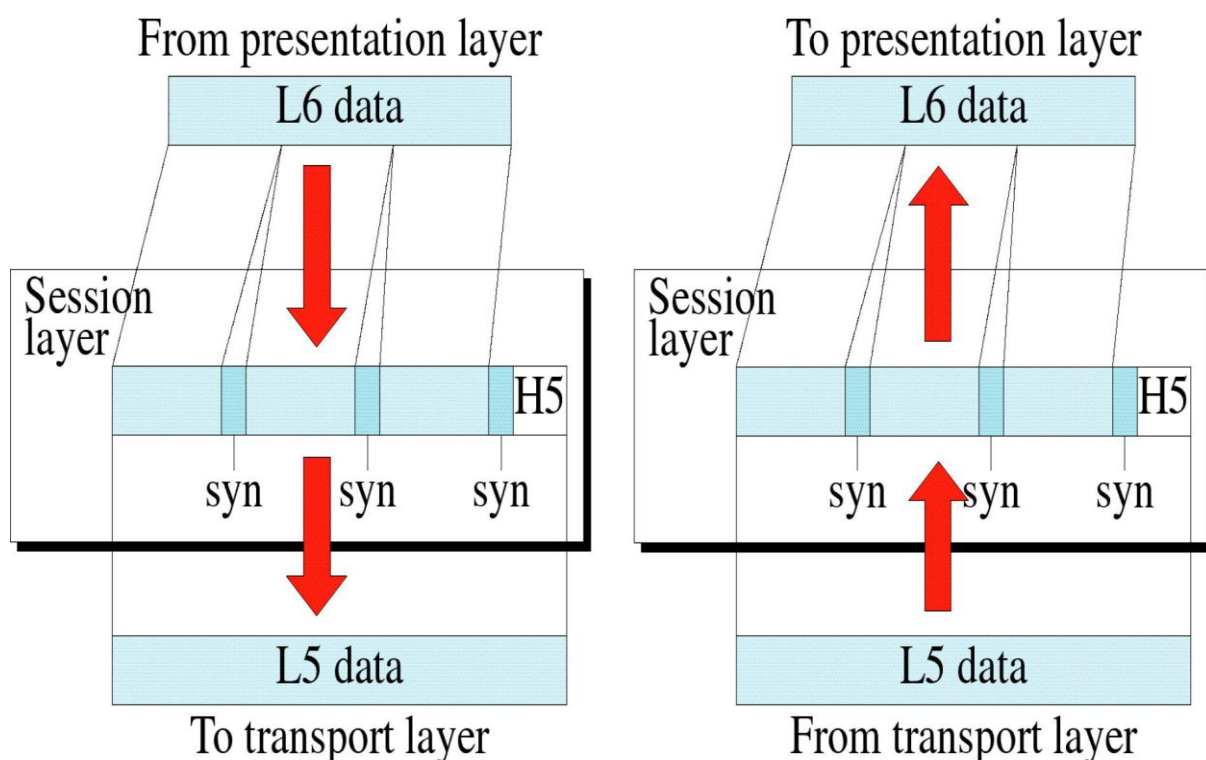 From presentation layer
L6 data
Session
layer
H5
syn syn syn
L5 data
To transport layer
To presentation layer
L6 data
Session
layer
H5
syn syn syn
L5 data
From transport layer